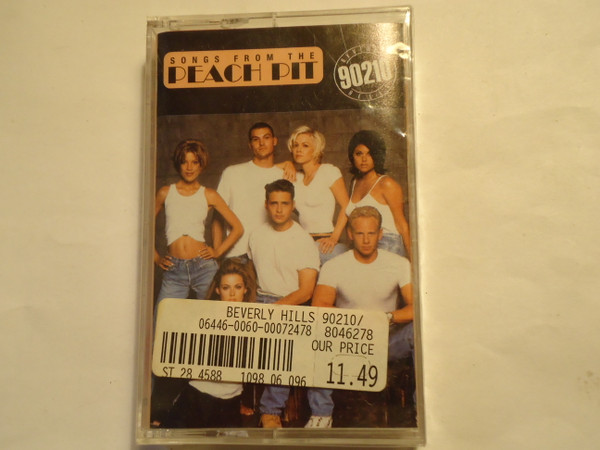 SONGS FROM THE
PEACH PIT
90210
BEVERLY HILLS 90210/
06446-0060-00072478 8046278
OUR PRICE
ST 28 4588 1098 06 096 11.49